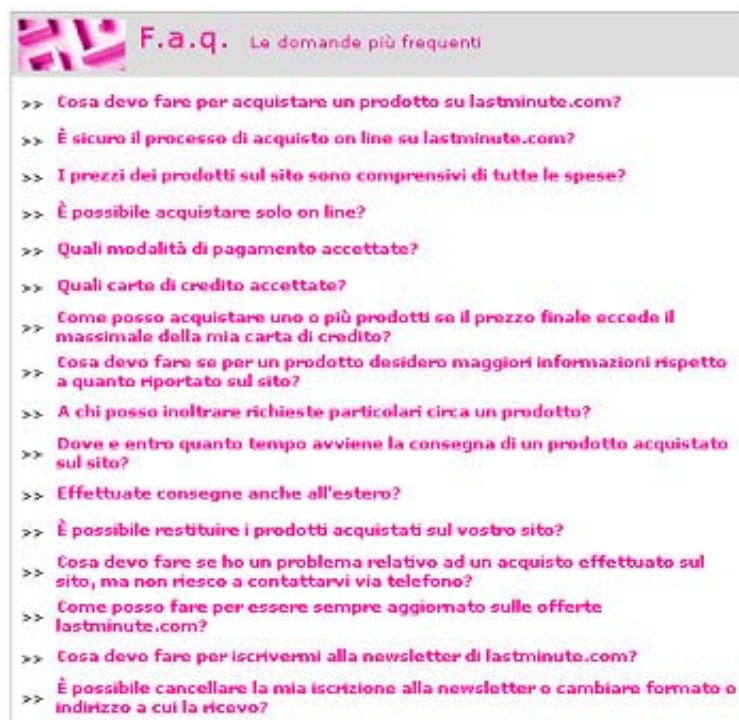 F.a.q. Le domande più frequenti
>> Cosa devo fare per acquistare un prodotto su lastminute.com?
>> È sicuro il processo di acquisto on line su lastminute.com?
>> I prezzi dei prodotti sul sito sono comprensivi di tutte le spese?
>> È possibile acquistare solo on line?
>> Quali modalità di pagamento accettate?
>> Quali carte di credito accettate?
>> Come posso acquistare uno o più prodotti se il prezzo finale eccede il
massimale della mia carta di credito?
>> Cosa devo fare se per un prodotto desidero maggiori informazioni rispetto
a quanto riportato sul sito?
>> A chi posso inoltrare richieste particolari circa un prodotto?
>> Dove e entro quanto tempo avviene la consegna di un prodotto acquistato
sul sito?
>> Effettuate consegne anche all'estero?
>> È possibile restituire i prodotti acquistati sul vostro sito?
>> Cosa devo fare se ho un problema relativo ad un acquisto effettuato sul
sito, ma non riesco a contattarvi via telefono?
>> Come posso fare per essere sempre aggiornato sulle offerte
lastminute.com?
>> Cosa devo fare per iscrivermi alla newsletter di lastminute.com?
>> È possibile cancellare la mia iscrizione alla newsletter o cambiare formato o
indirizzo a cui la ricevo?